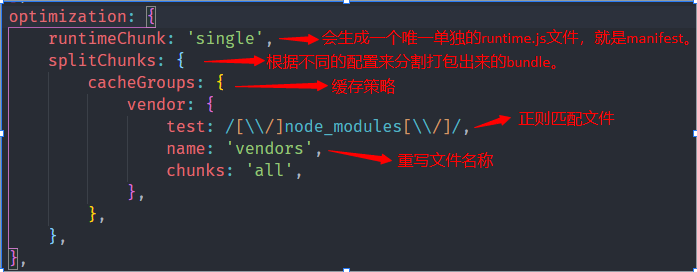 optimization: {
runtimeChunk: 'single', 会生成一个唯一单独的runtime.js文件，就是manifest。
splitChunks: { 根据不同的配置来分割打包出来的bundle。
cacheGroups: { 缓存策略
vendor: {
test: /[\\/]node_modules[\\/]/, 正则匹配文件
name: 'vendors', 重写文件名称
chunks: 'all',
},
},
},
},